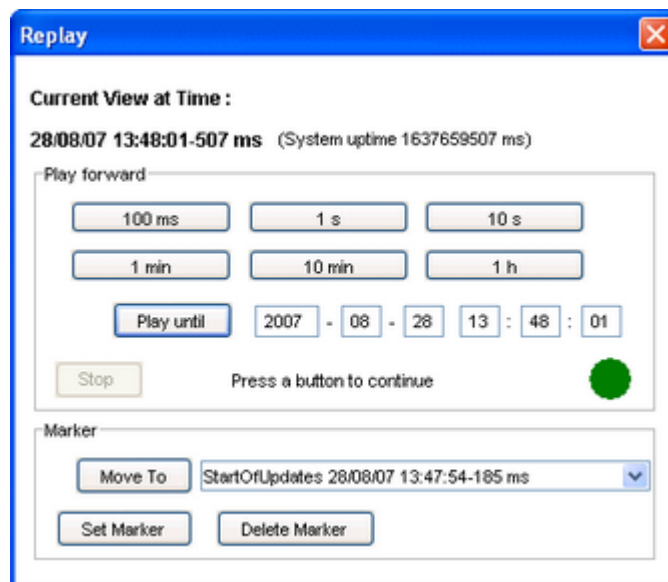 Replay
Current View at Time :
28/08/07 13:48:01-507 ms (System uptime 1637659507 ms)
Play forward
100 ms 1 s 10 s
1 min 10 min 1 h
Play until 2007 - 08 - 28 13 : 48 : 01
Stop Press a button to continue
Marker
Move To StartOfUpdates 28/08/07 13:47:54-185 ms
Set Marker Delete Marker